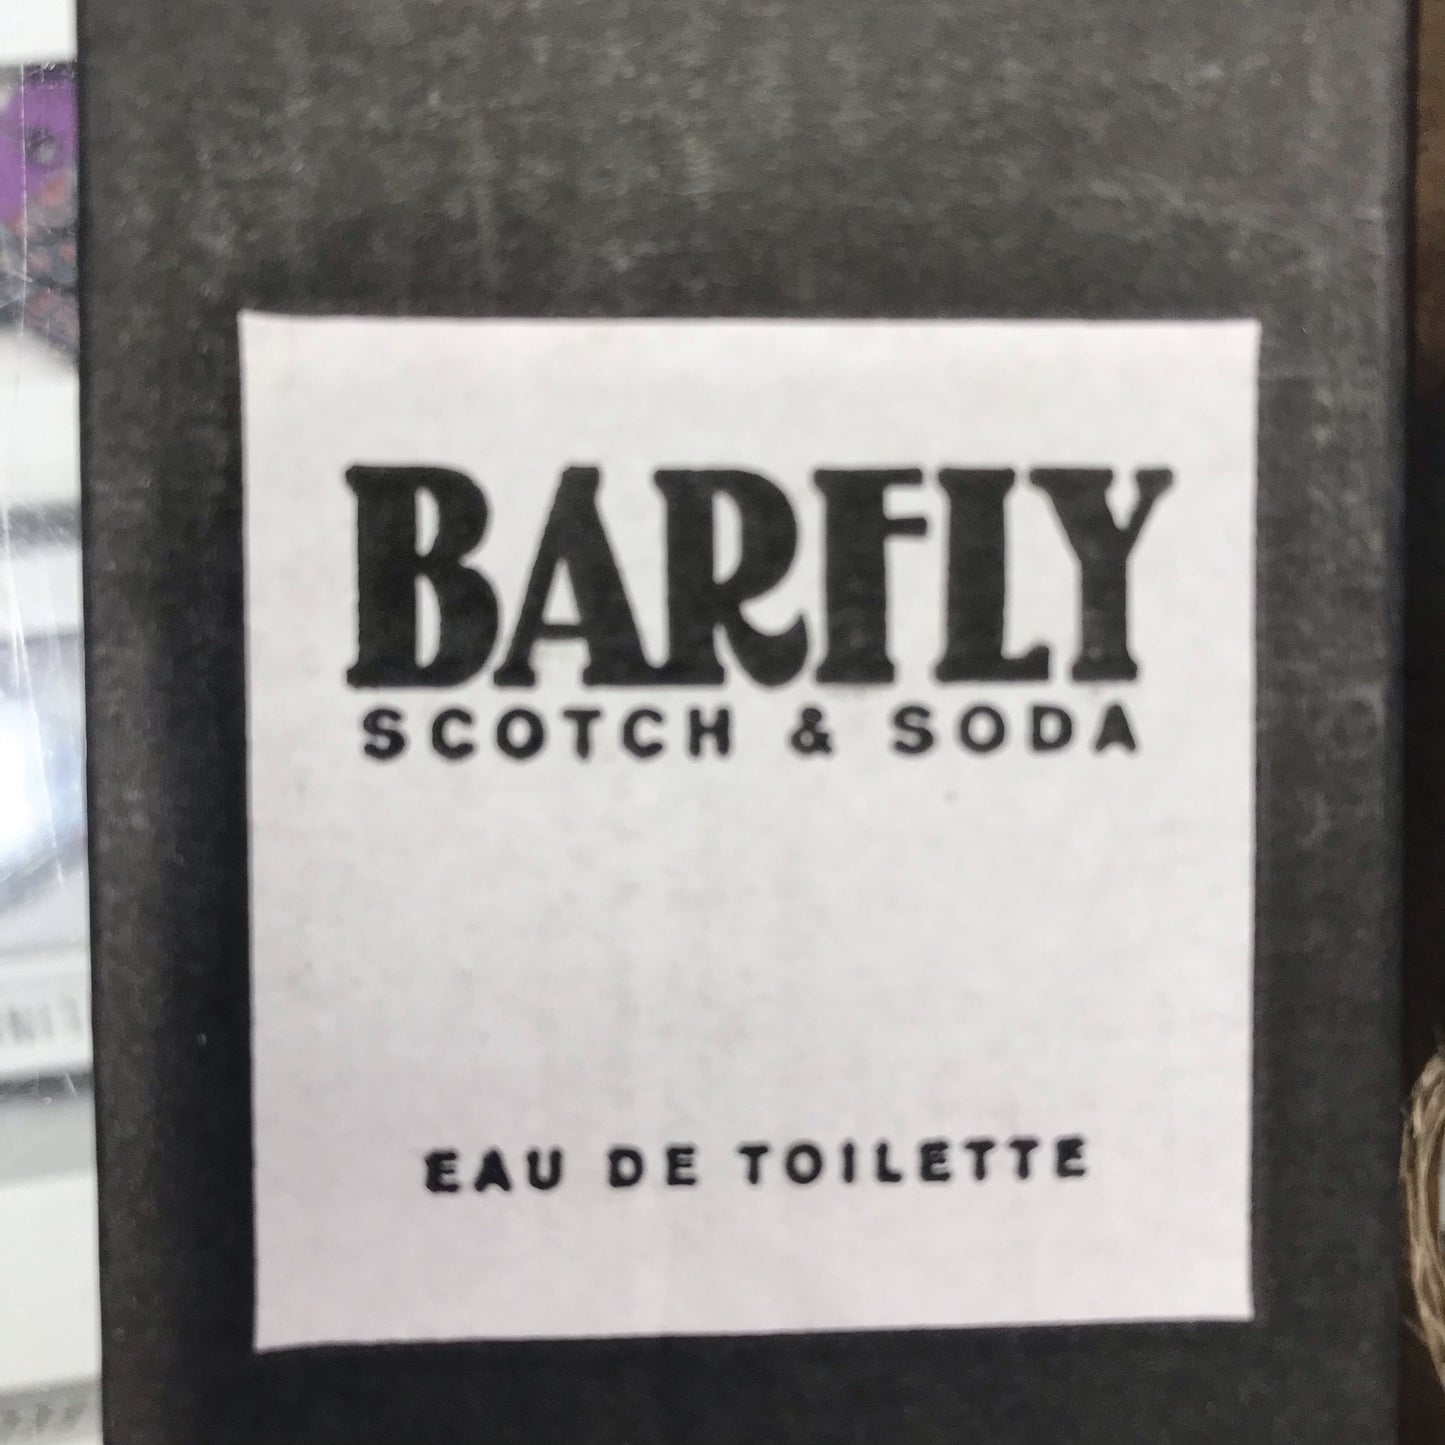 BARFLY
SCOTCH & SODA
EAU DE TOILETTE